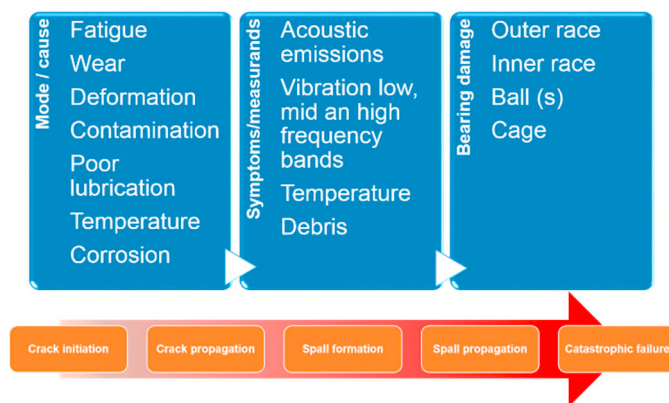 Mode / cause
Fatigue
Wear
Deformation
Contamination
Poor
lubrication
Temperature
Corrosion
Symptoms/measurands
Acoustic
emissions
Vibration low,
mid an high
frequency
bands
Temperature
Debris
Bearing damage
Outer race
Inner race
Ball (s)
Cage
Crack initiation
Crack propagation
Spall formation
Spall propagation
Catastrophic failure